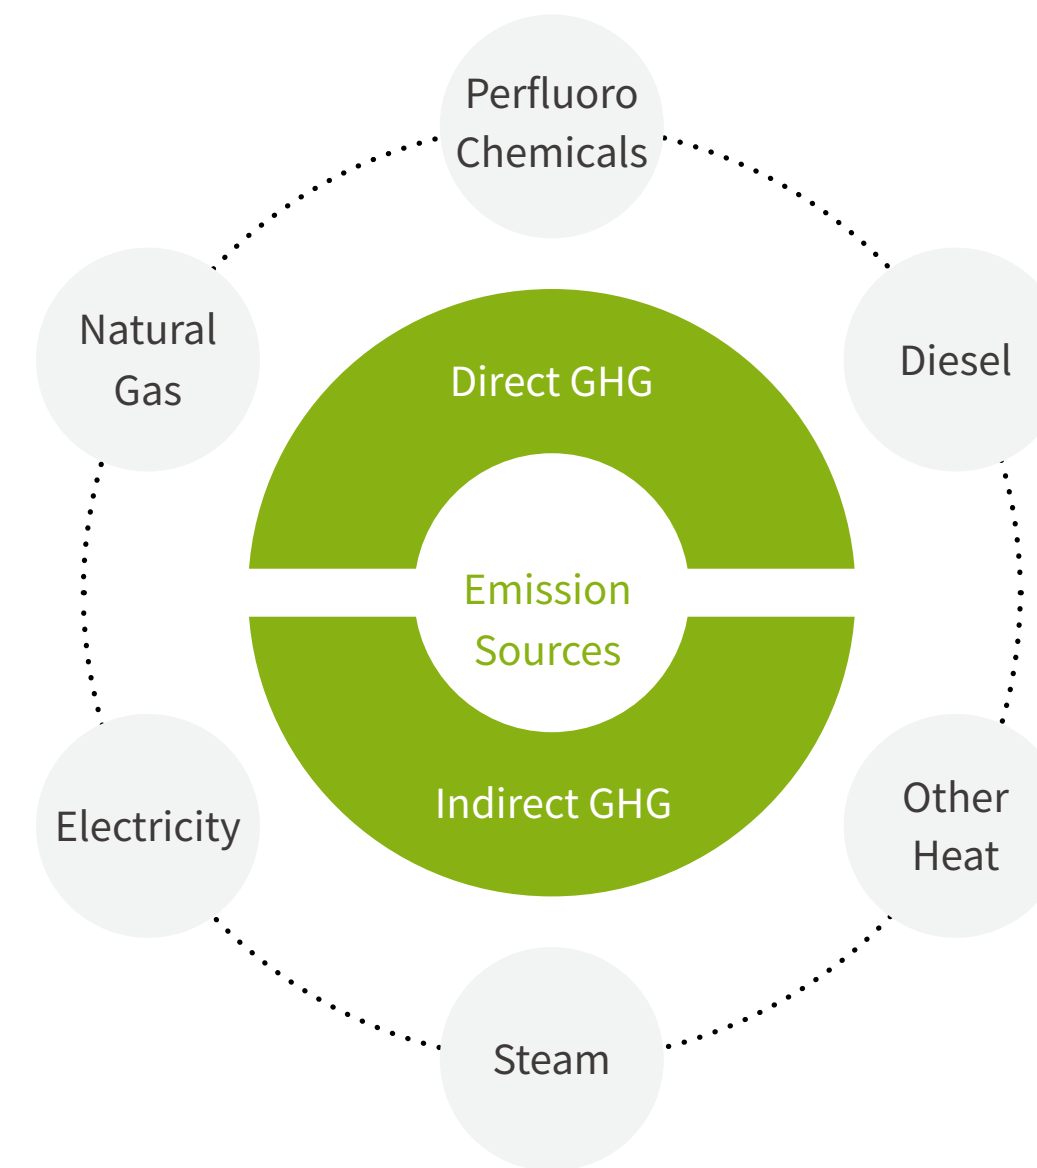 Perfluoro
Chemicals
Natural
Gas
Diesel
Direct GHG
Emission
Sources
Indirect GHG
Electricity
Other
Heat
Steam